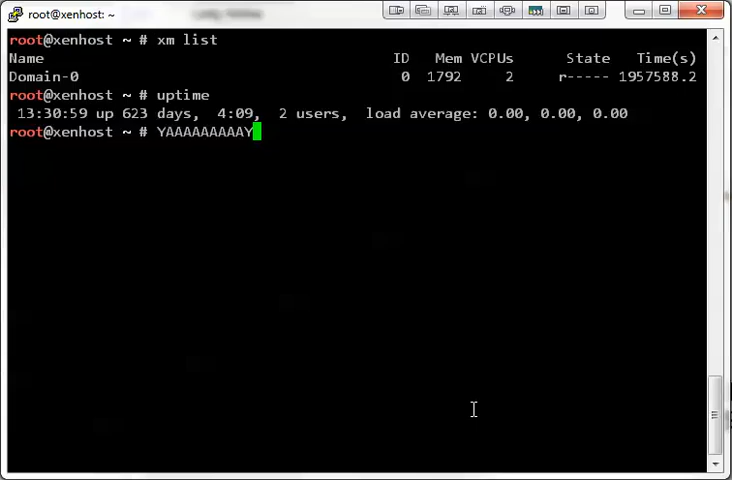 root@xenhost: ~
root@xenhost ~ # xm list
Name ID Mem VCPUs State Time(s)
Domain-0 0 1792 2 r----- 1957588.2
root@xenhost ~ # uptime
13:30:59 up 623 days, 4:09, 2 users, load average: 0.00, 0.00, 0.00
root@xenhost ~ # YAAAAAAAAAY